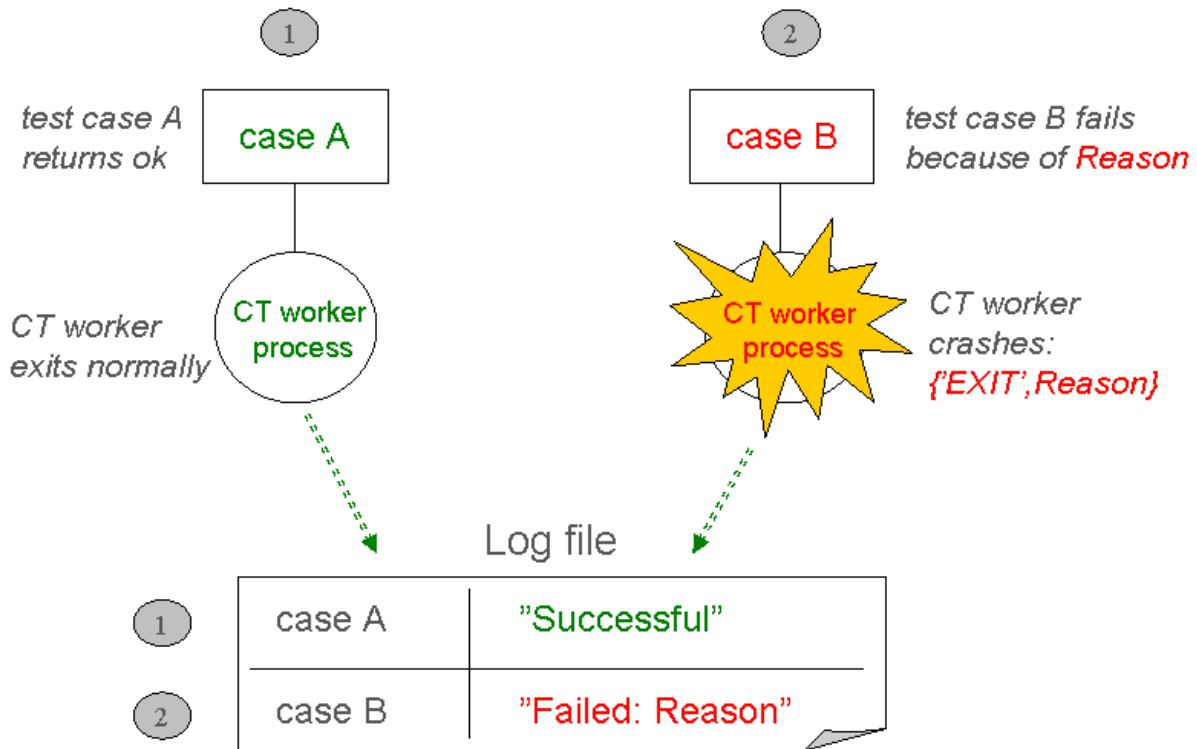 1
2
test case A
returns ok
case A
case B
test case B fails
because of Reason
CT worker
exits normally
CT worker
process
CT worker
process
CT worker
crashes:
{'EXIT',Reason}
Log file
1
case A
”Successful”
2
case B
”Failed: Reason”